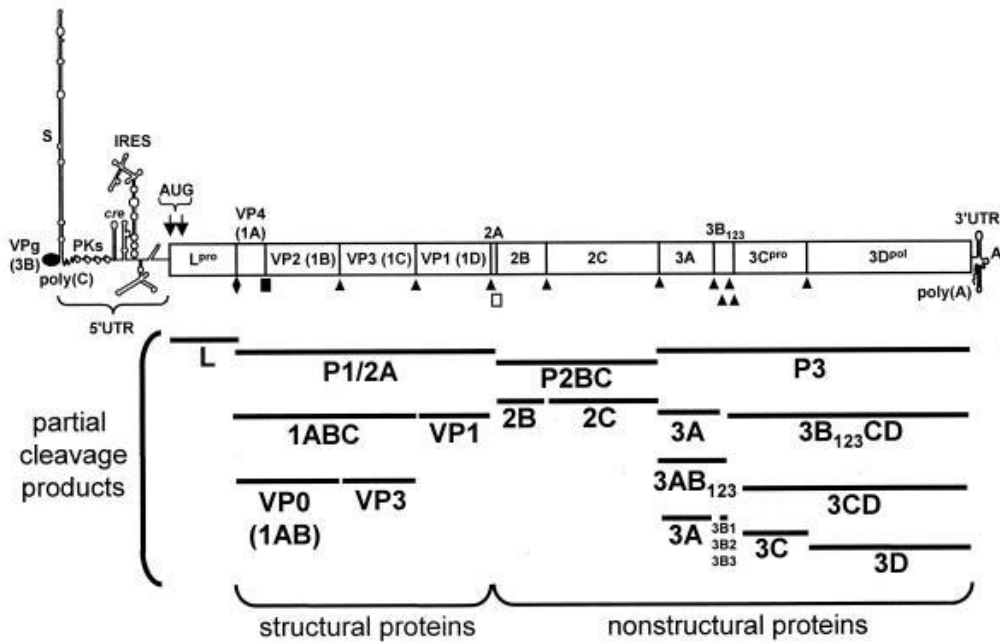 S
IRES
AUG
cre
VP4
(1A)
2A
3B123
3'UTR
VPg
(3B)
PKs
poly(C)
Lpro
VP2 (1B)
VP3 (1C)
VP1 (1D)
2B
2C
3A
3Cpro
3Dpol
A
poly(A)
5'UTR
L
P1/2A
P2BC
P3
partial
cleavage
products
1ABC
VP1
2B
2C
3A
3B123CD
3AB123
VP0
(1AB)
VP3
3CD
3A
3B1
3B2
3B3
3C
3D
structural proteins
nonstructural proteins